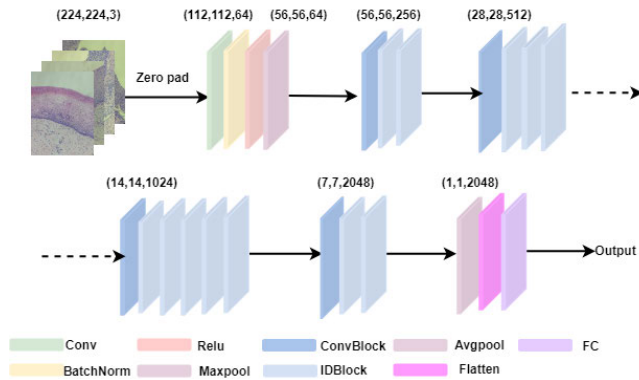 (224,224,3) (112,112,64) (56,56,64) (56,56,256) (28,28,512)
Zero pad
(14,14,1024) (7,7,2048) (1,1,2048)
Output
Conv Relu ConvBlock Avgpool FC
BatchNorm Maxpool IDBlock Flatten